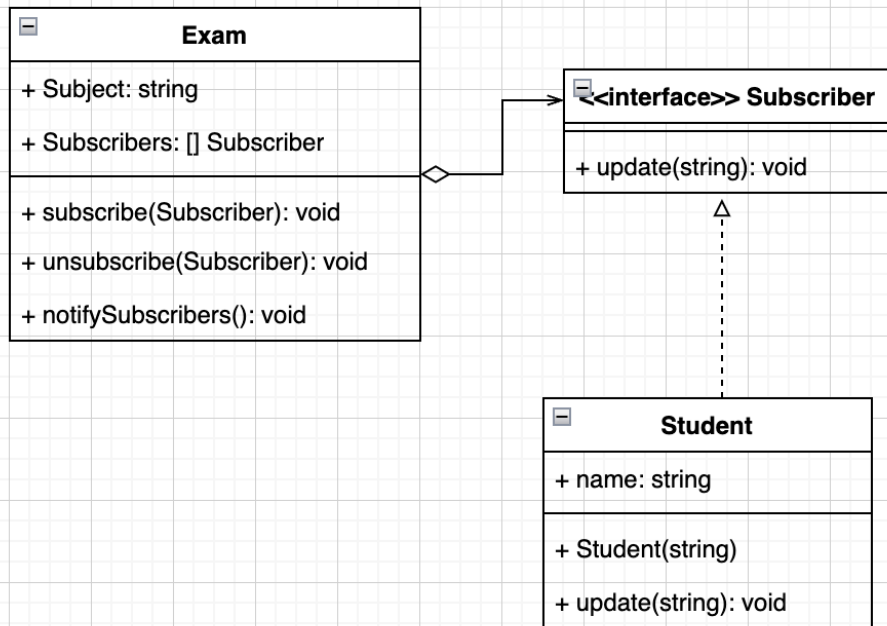 Exam
+ Subject: string
+ Subscribers: [] Subscriber
+ subscribe(Subscriber): void
+ unsubscribe(Subscriber): void
+ notifySubscribers(): void
<<interface>> Subscriber
+ update(string): void
Student
+ name: string
+ Student(string)
+ update(string): void